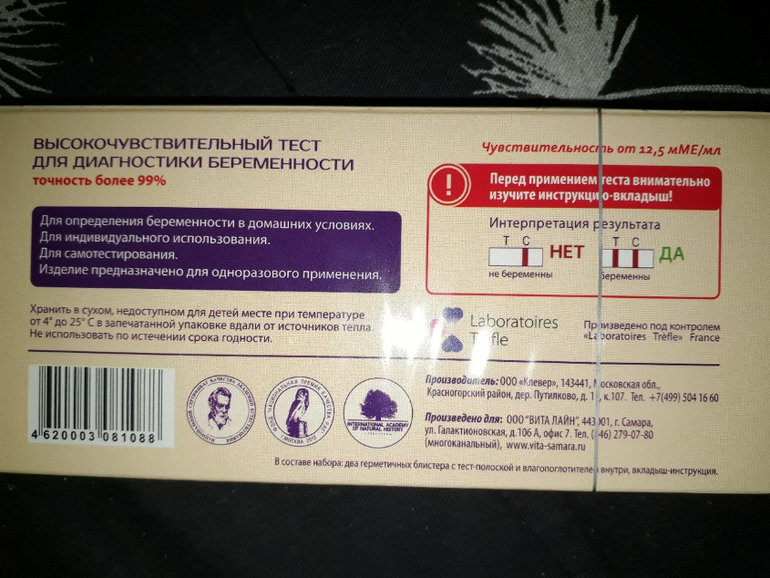 ВЫСОКОЧУВСТВИТЕЛЬНЫЙ ТЕСТ
ДЛЯ ДИАГНОСТИКИ БЕРЕМЕННОСТИ
точность более 99%
Для определения беременности в домашних условиях.
Для индивидуального использования.
Для самотестирования.
Изделие предназначено для одноразового применения.
Хранить в сухом, недоступном для детей месте при температуре
от 4° до 25° С в запечатанной упаковке вдали от источников тепла.
Не использовать по истечении срока годности.
Чувствительность от 12,5 мМЕ/мл
!
Перед применением теста внимательно
изучите инструкцию-вкладыш!
Интерпретация результата
T C
НЕТ
T C
ДА
не беременны
беременны
Laboratoires
Trèfle
Произведено под контролем
«Laboratoires Trèfle» France
4 620003 081088
INTERNATIONAL ACADEMY
OF NATURAL HISTORY
Производитель: ООО «Клевер», 143441, Московская обл.,
Красногорский район, дер. Путилково, д. к.107. Тел. +7(499) 504 16 60
Произведено для: ООО "ВИТА ЛАЙН", 443001, г. Самара,
ул. Галактионовская, д.106 А, офис 7. Тел. (846) 279-07-80
(многоканальный), www.vita-samara.ru
В составе набора: два герметичных блистера с тест-полоской и влагопоглотителем внутри, вкладыш-инструкция.